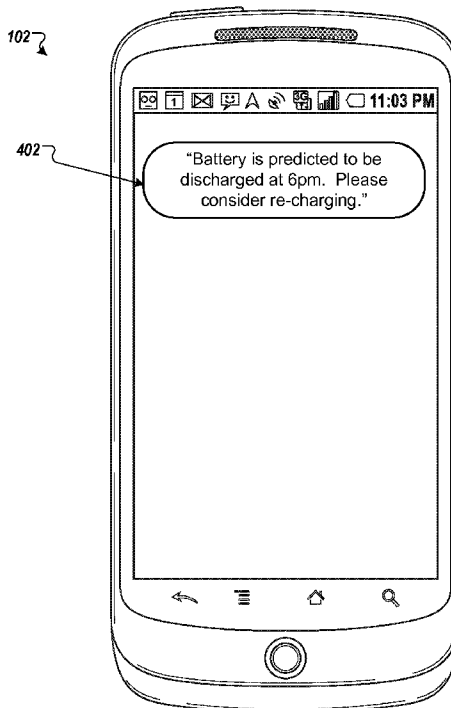 102
11:03 PM
402
“Battery is predicted to be
discharged at 6pm. Please
consider re-charging.”